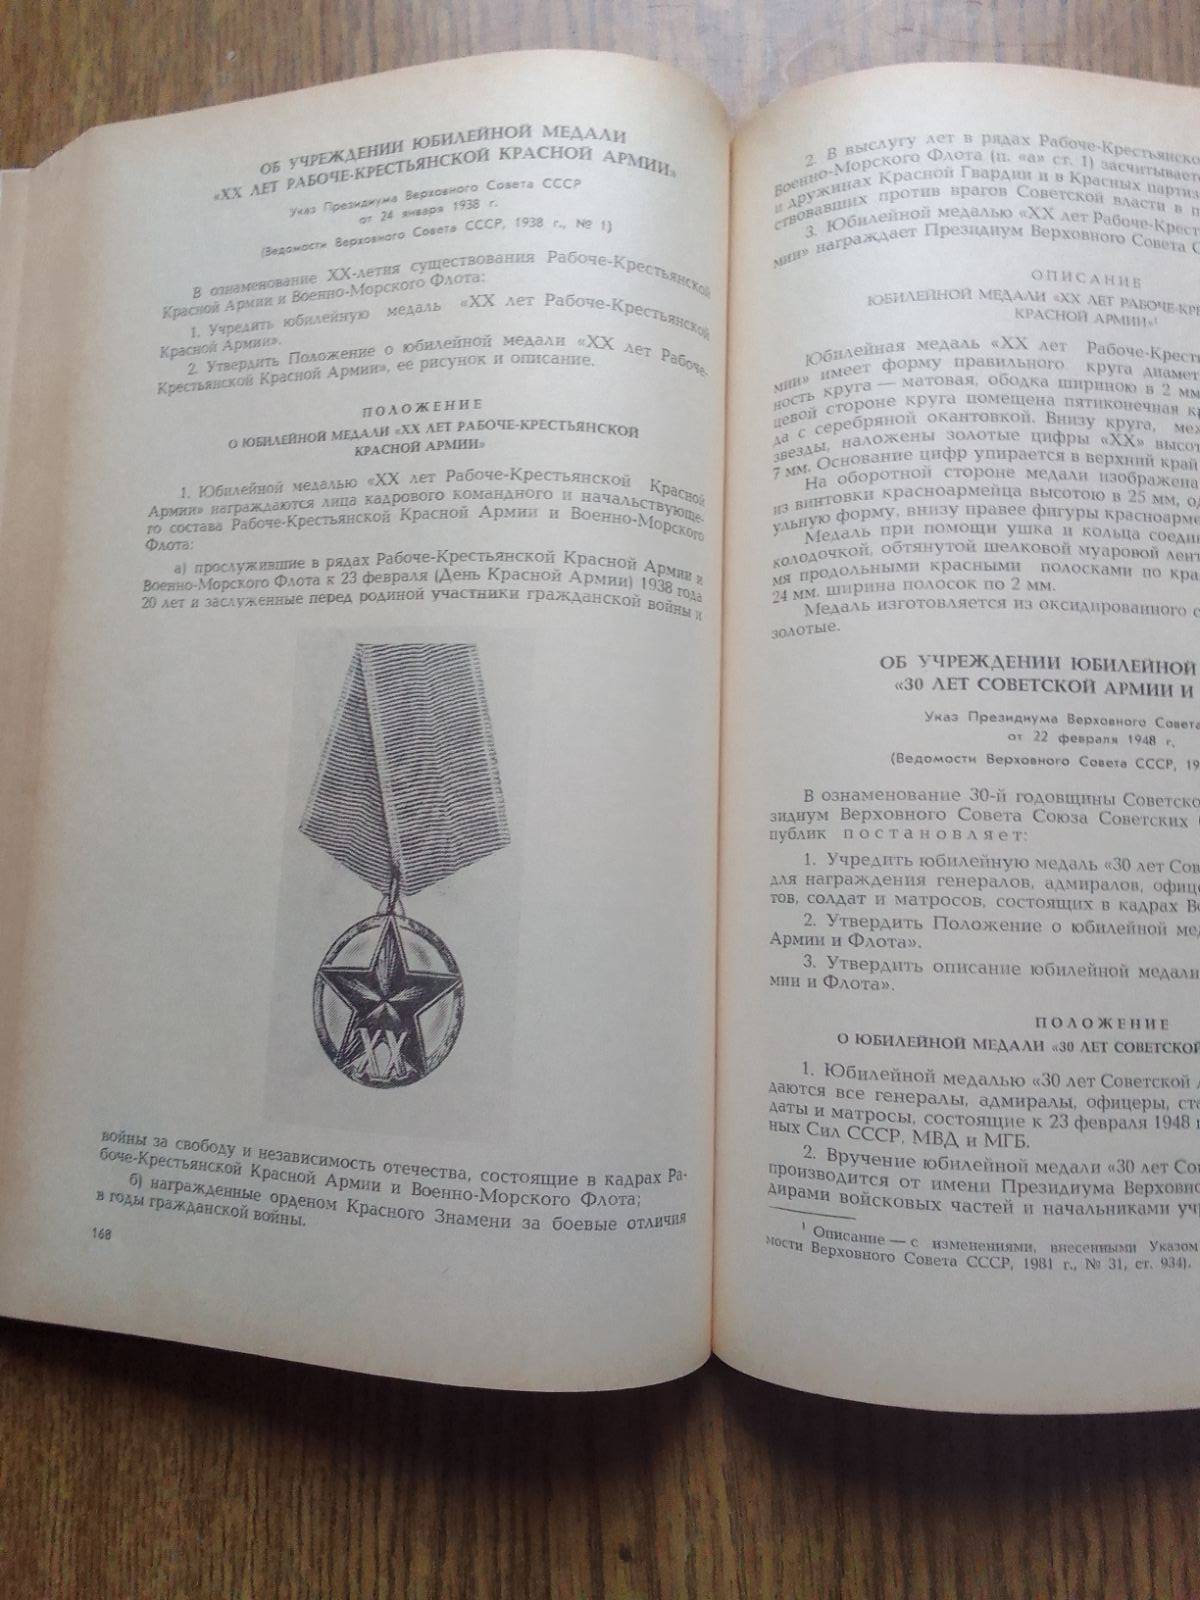 ОБ УЧРЕЖДЕНИИ ЮБИЛЕЙНОЙ МЕДАЛИ
«XX ЛЕТ РАБОЧЕ-КРЕСТЬЯНСКОЙ КРАСНОЙ АРМИИ»
Указ Президиума Верховного Совета СССР
от 24 января 1938 г.
(Ведомости Верховного Совета СССР, 1938 г., № 1)
В ознаменование XX-летия существования Рабоче-Крестьянской
Красной Армии и Военно-Морского Флота:
1. Учредить юбилейную медаль «XX лет Рабоче-Крестьянской
Красной Армии».
2. Утвердить Положение о юбилейной медали «XX лет Рабоче-
Крестьянской Красной Армии», ее рисунок и описание.
ПОЛОЖЕНИЕ
О ЮБИЛЕЙНОЙ МЕДАЛИ «XX ЛЕТ РАБОЧЕ-КРЕСТЬЯНСКОЙ
КРАСНОЙ АРМИИ»
1. Юбилейной медалью «XX лет Рабоче-Крестьянской Красной
Армии» награждаются лица кадрового командного и начальствующе-
го состава Рабоче-Крестьянской Красной Армии и Военно-Морского
Флота:
а) прослужившие в рядах Рабоче-Крестьянской Красной Армии и
Военно-Морского Флота к 23 февраля (День Красной Армии) 1938 года
20 лет и заслуженные перед родиной участники гражданской войны и
XX
войны за свободу и независимость отечества, состоящие в кадрах Ра-
боче-Крестьянской Красной Армии и Военно-Морского Флота;
б) награжденные орденом Красного Знамени за боевые отличия
в годы гражданской войны.
168
2. В выслугу лет в рядах Рабоче-Крестьянско
Военно-Морского Флота (п. «а» ст. 1) засчитывает
и дружинах Красной Гвардии и в Красных партиз
ствовавших против врагов Советской власти в п
3. Юбилейной медалью «XX лет Рабоче-Крест
мии» награждает Президиум Верховного Совета С
ОПИСАНИЕ
ЮБИЛЕЙНОЙ МЕДАЛИ «XX ЛЕТ РАБОЧЕ-КРЕ
КРАСНОЙ АРМИИ»¹
Юбилейная медаль «XX лет Рабоче-Крест
мии» имеет форму правильного круга диамет
ность круга — матовая, ободка шириною в 2 мм
цевой стороне круга помещена пятиконечная кр
да с серебряной окантовкой. Внизу круга, меж
звезды, наложены золотые цифры «XX» высот
7 мм. Основание цифр упирается в верхний край
На оборотной стороне медали изображена
из винтовки красноармейца высотою в 25 мм, од
ульную форму, внизу правее фигуры красноарме
Медаль при помощи ушка и кольца соедин
колодочкой, обтянутой шелковой муаровой лент
мя продольными красными полосками по кра
24 мм. ширина полосок по 2 мм.
Медаль изготовляется из оксидированного с
золотые.
ОБ УЧРЕЖДЕНИИ ЮБИЛЕЙНОЙ
«30 ЛЕТ СОВЕТСКОЙ АРМИИ И
Указ Президиума Верховного Совета
от 22 февраля 1948 г.
(Ведомости Верховного Совета СССР, 19
В ознаменование 30-й годовщины Советско
зидиум Верховного Совета Союза Советских
публик постановляет:
1. Учредить юбилейную медаль «30 лет Сов
для награждения генералов, адмиралов, офице
тов, солдат и матросов, состоящих в кадрах В
2. Утвердить Положение о юбилейной мед
Армии и Флота».
3. Утвердить описание юбилейной медали
мии и Флота».
ПОЛОЖЕНИЕ
О ЮБИЛЕЙНОЙ МЕДАЛИ «30 ЛЕТ СОВЕТСКОЙ
1. Юбилейной медалью «30 лет Советской А
даются все генералы, адмиралы, офицеры, ста
даты и матросы, состоящие к 23 февраля 1948 г
ных Сил СССР, МВД и МГБ.
2. Вручение юбилейной медали «30 лет Сов
производится от имени Президиума Верховно
дирами войсковых частей и начальниками учр
¹ Описание — с изменениями, внесенными Указом
мости Верховного Совета СССР, 1981 г., № 31, ст. 934).